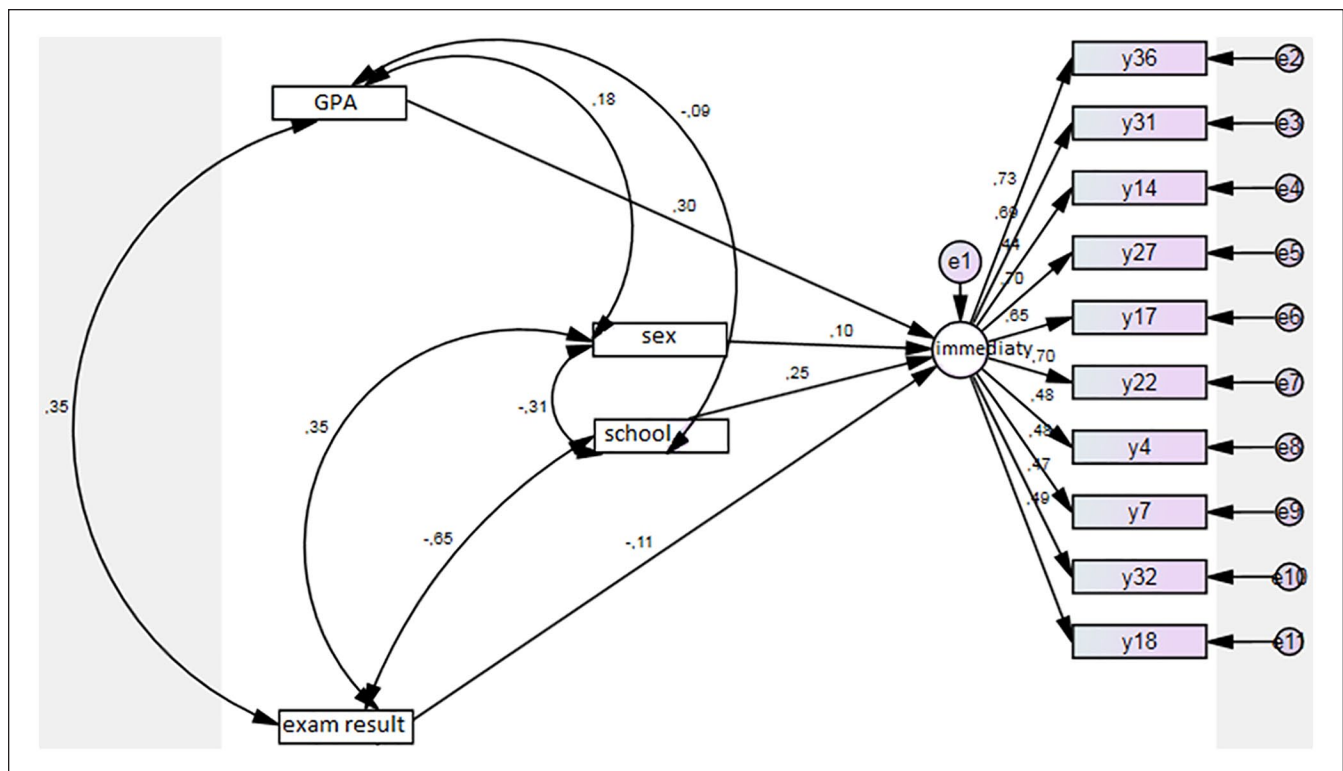 GPA
,18
-,09
,30
sex
,10
school
,25
-,31
,35
,35
-,65
-,11
exam result
e1
immediaty
,73
,69
,44
,70
,65
,70
,48
,48
,47
,49
y36
e2
y31
e3
y14
e4
y27
e5
y17
e6
y22
e7
y4
e8
y7
e9
y32
e10
y18
e11